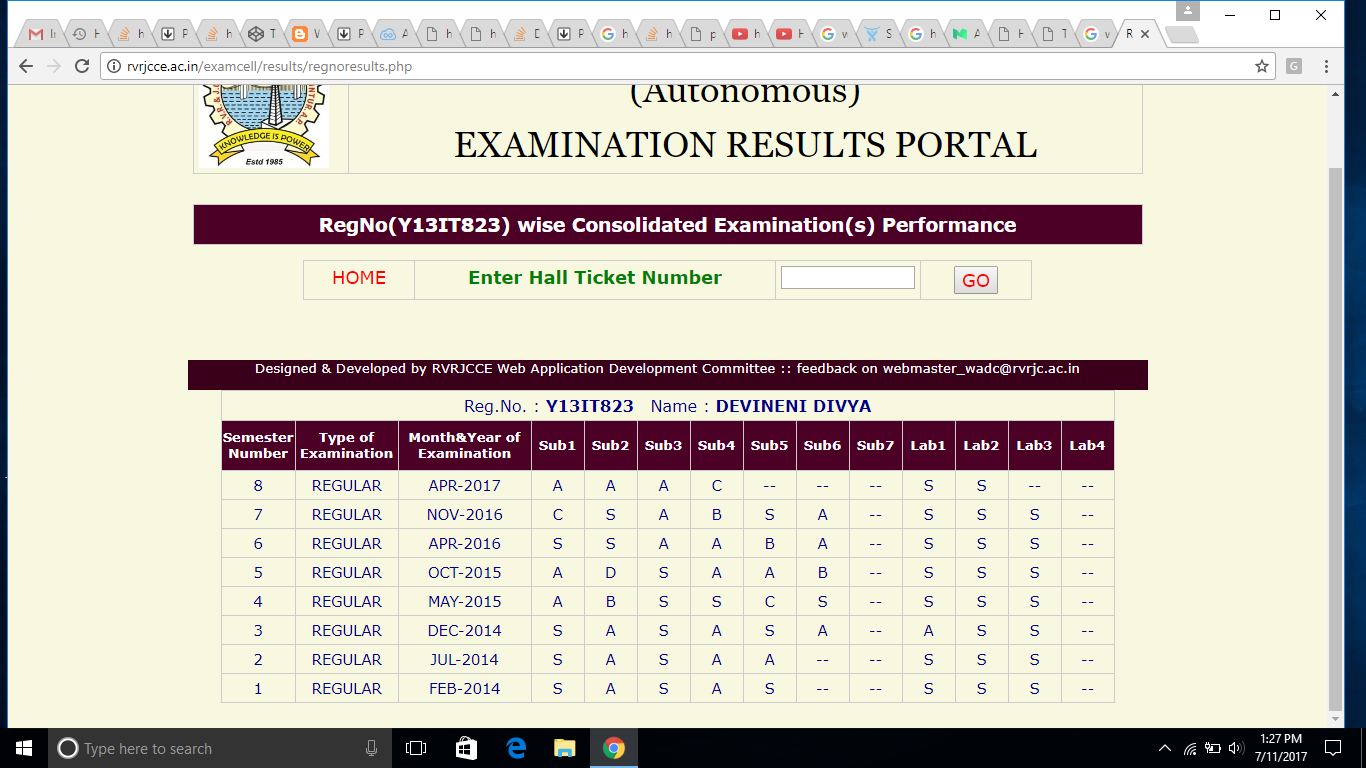 M I H h P h T B W P A h h D P G h h p h H G w S G h A H T G w R
rvrjcce.ac.in/examcell/results/regnoresults.php G
KNOWLEDGE IS POWER
Estd 1985
(Autonomous)
EXAMINATION RESULTS PORTAL
RegNo(Y13IT823) wise Consolidated Examination(s) Performance
HOME Enter Hall Ticket Number GO
Designed & Developed by RVRJCCE Web Application Development Committee :: feedback on webmaster_wadc@rvrjc.ac.in
Reg.No. : Y13IT823 Name : DEVINENI DIVYA
Semester Number Type of Examination Month&Year of Examination Sub1 Sub2 Sub3 Sub4 Sub5 Sub6 Sub7 Lab1 Lab2 Lab3 Lab4
8 REGULAR APR-2017 A A A C -- -- -- S S -- --
7 REGULAR NOV-2016 C S A B S A -- S S S --
6 REGULAR APR-2016 S S A A B A -- S S S --
5 REGULAR OCT-2015 A D S A A B -- S S S --
4 REGULAR MAY-2015 A B S S C S -- S S S --
3 REGULAR DEC-2014 S A S A S A -- A S S --
2 REGULAR JUL-2014 S A S A A -- -- S S S --
1 REGULAR FEB-2014 S A S A S -- -- S S S --
Type here to search
1:27 PM
7/11/2017